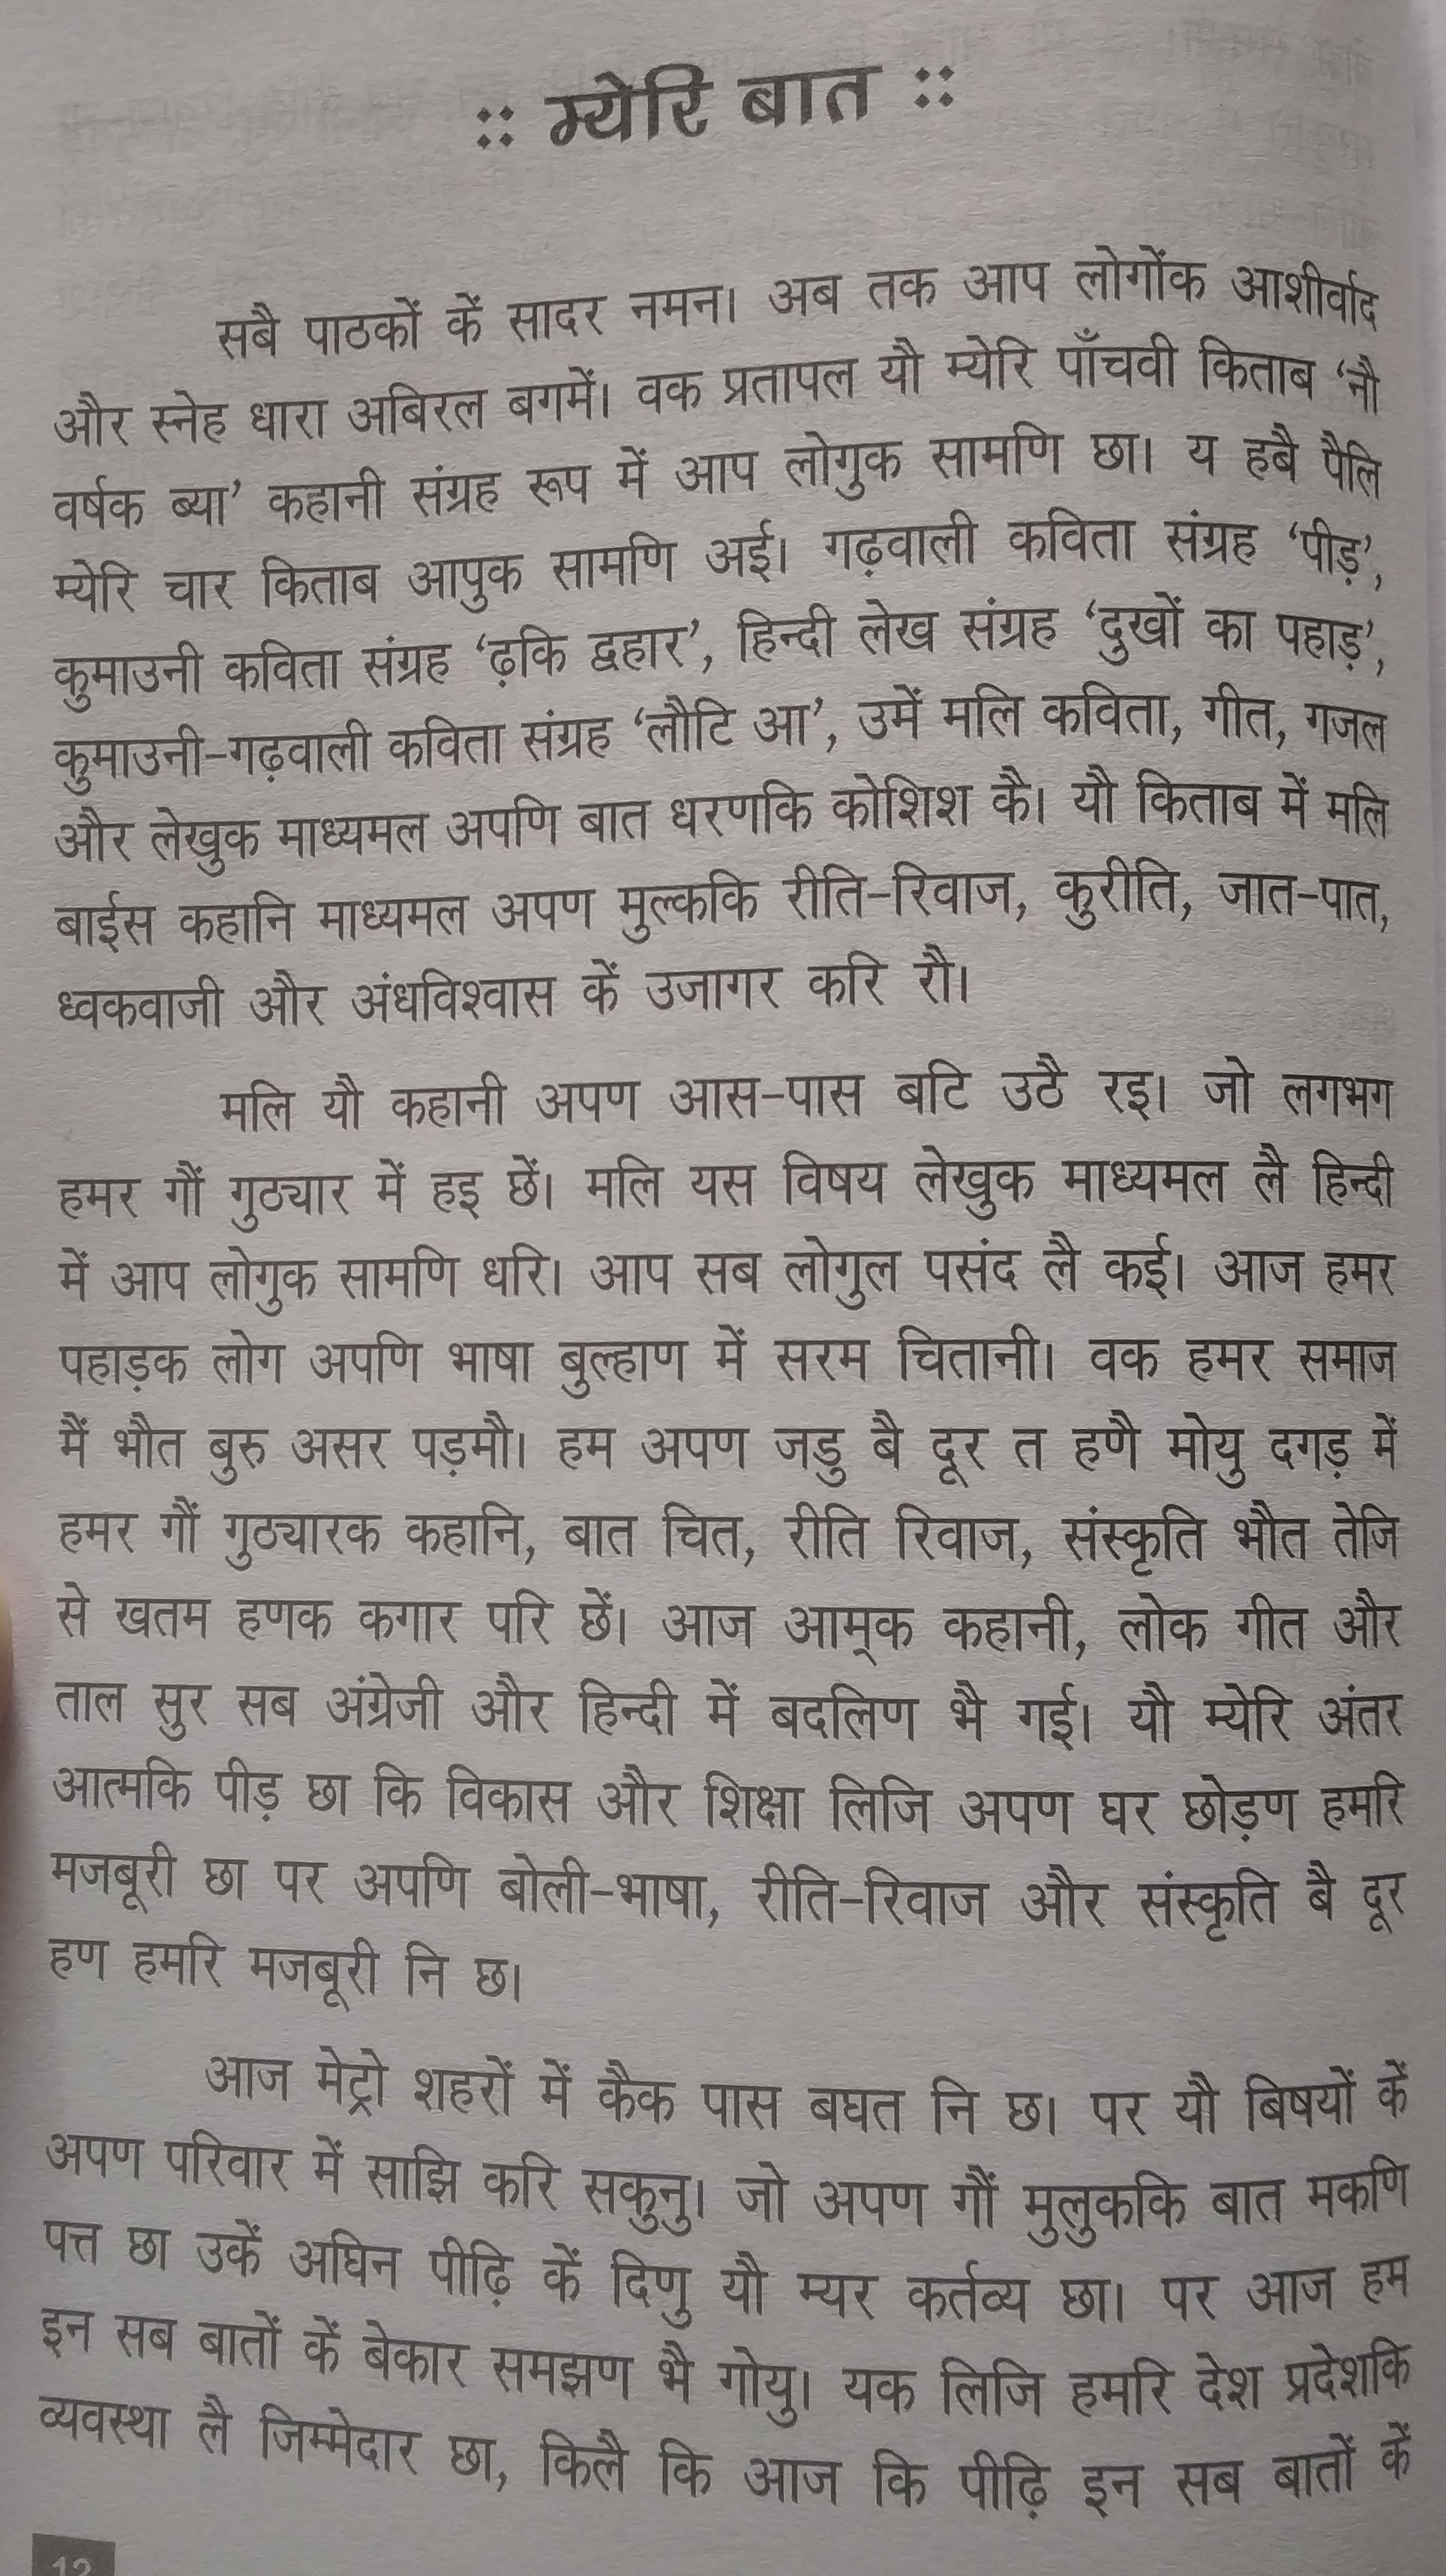 :: म्येरि बात ::
सबै पाठकों कें सादर नमन। अब तक आप लोगोंक आशीर्वाद
और स्नेह धारा अबिरल बगमें। वक प्रतापल यौ म्येरि पाँचवी किताब ‘नौ
वर्षक ब्या’ कहानी संग्रह रूप में आप लोगुक सामणि छा। य हबै पैलि
म्येरि चार किताब आपुक सामणि अई। गढ़वाली कविता संग्रह ‘पीड़’,
कुमाउनी कविता संग्रह ‘ढ़कि द्वहार’, हिन्दी लेख संग्रह ‘दुखों का पहाड़’,
कुमाउनी-गढ़वाली कविता संग्रह ‘लौटि आ’, उमें मलि कविता, गीत, गजल
और लेखुक माध्यमल अपणि बात धरणकि कोशिश कै। यौ किताब में मलि
बाईस कहानि माध्यमल अपण मुल्ककि रीति-रिवाज, कुरीति, जात-पात,
ध्वकवाजी और अंधविश्वास कें उजागर करि रौ।
मलि यौ कहानी अपण आस-पास बटि उठै रइ। जो लगभग
हमर गौं गुठ्यार में हइ छें। मलि यस विषय लेखुक माध्यमल लै हिन्दी
में आप लोगुक सामणि धरि। आप सब लोगुल पसंद लै कई। आज हमर
पहाड़क लोग अपणि भाषा बुल्हाण में सरम चितानी। वक हमर समाज
मैं भौत बुरु असर पड़मौ। हम अपण जडु बै दूर त हणै मोयु दगड़ में
हमर गौं गुठ्यारक कहानि, बात चित, रीति रिवाज, संस्कृति भौत तेजि
से खतम हणक कगार परि छें। आज आम्क कहानी, लोक गीत और
ताल सुर सब अंग्रेजी और हिन्दी में बदलिण भै गई। यौ म्येरि अंतर
आत्मकि पीड़ छा कि विकास और शिक्षा लिजि अपण घर छोड़ण हमरि
मजबूरी छा पर अपणि बोली-भाषा, रीति-रिवाज और संस्कृति बै दूर
हण हमरि मजबूरी नि छ।
आज मेट्रो शहरों में कैक पास बघत नि छ। पर यौ बिषयों कें
अपण परिवार में साझि करि सकुनु। जो अपण गौं मुलुककि बात मकणि
पत्त छा उकें अघिन पीढ़ि कें दिणु यौ म्यर कर्तव्य छा। पर आज हम
इन सब बातों कें बेकार समझण भै गोयु। यक लिजि हमरि देश प्रदेशकि
व्यवस्था लै जिम्मेदार छा, किलै कि आज कि पीढ़ि इन सब बातों कें
12